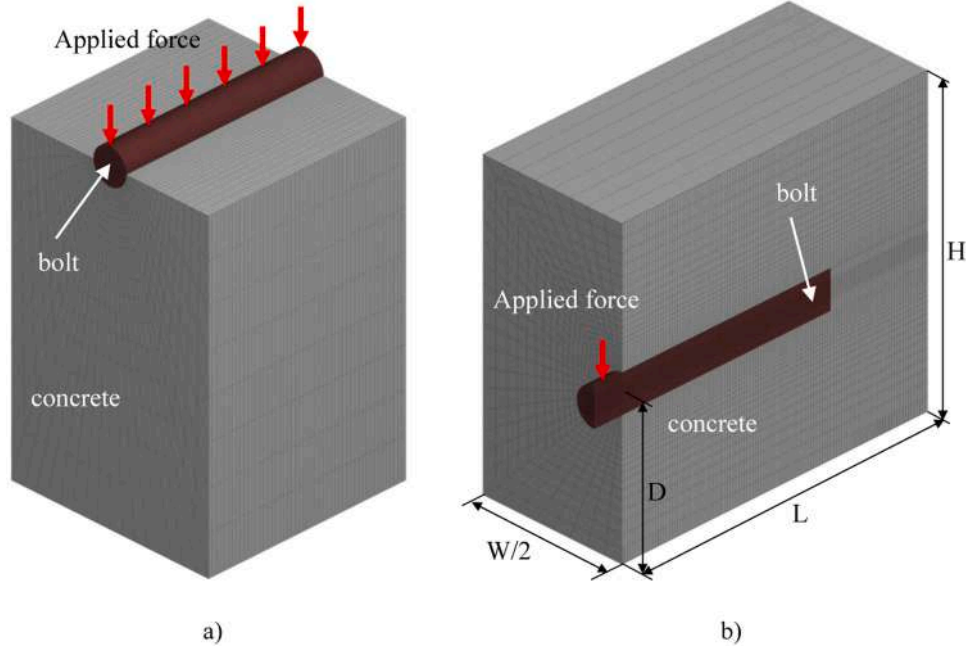 Applied force
bolt
concrete
a)
bolt
H
Applied force
concrete
D
L
W/2
b)